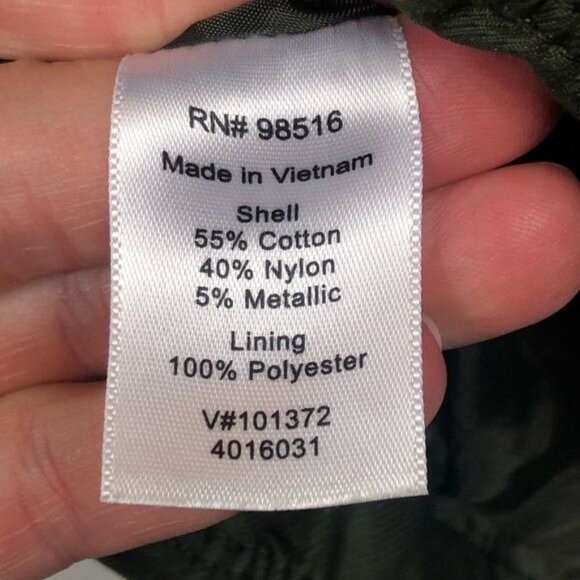 RN# 98516
Made in Vietnam
Shell
55% Cotton
40% Nylon
5% Metallic
Lining
100% Polyester
V#101372
4016031